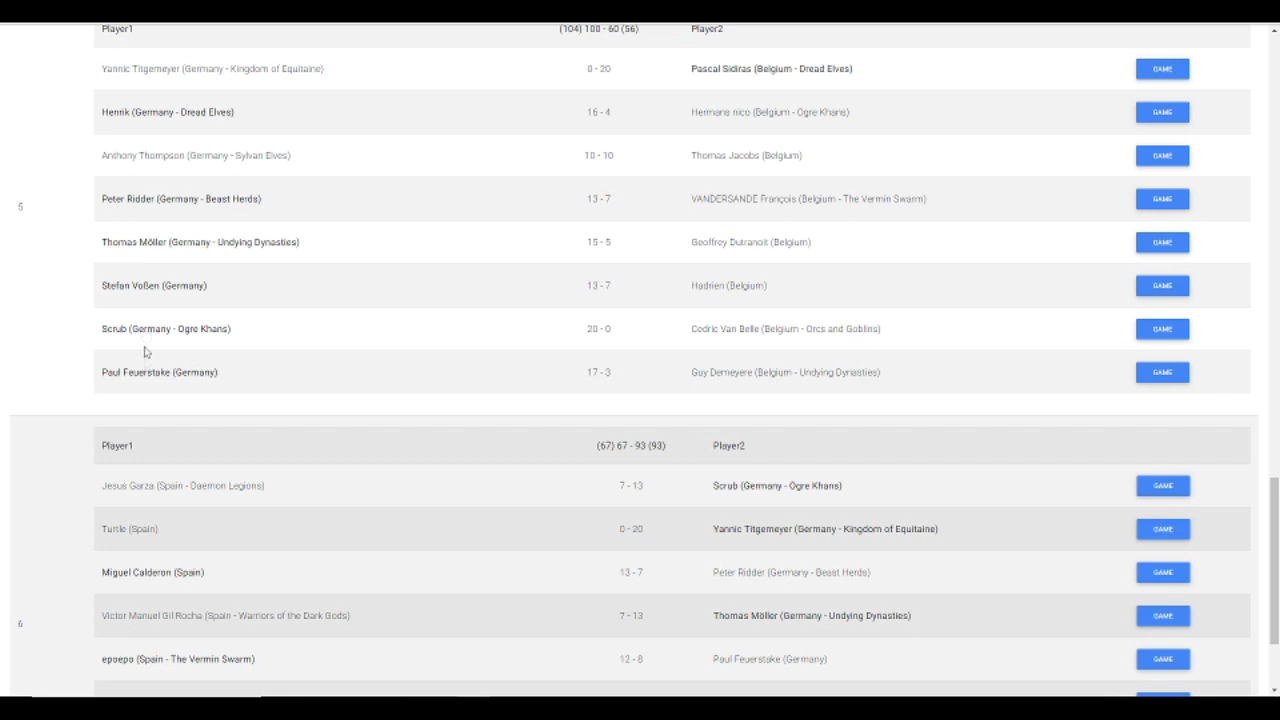 Player1 (104) 100 - 60 (56) Player2
Yannic Titgemeyer (Germany - Kingdom of Equitaine) 0 - 20 Pascal Sidiras (Belgium - Dread Elves) GAME
Henrik (Germany - Dread Elves) 16 - 4 Hermans nico (Belgium - Ogre Khans) GAME
Anthony Thompson (Germany - Sylvan Elves) 10 - 10 Thomas Jacobs (Belgium) GAME
Peter Ridder (Germany - Beast Herds) 13 - 7 VANDERSANDE François (Belgium - The Vermin Swarm) GAME
5
Thomas Möller (Germany - Undying Dynasties) 15 - 5 Geoffrey Dutranoit (Belgium) GAME
Stefan Voßen (Germany) 13 - 7 Hadrien (Belgium) GAME
Scrub (Germany - Ogre Khans) 20 - 0 Cedric Van Belle (Belgium - Orcs and Goblins) GAME
Paul Feuerstake (Germany) 17 - 3 Guy Demeyere (Belgium - Undying Dynasties) GAME
Player1 (67) 67 - 93 (93) Player2
Jesus Garza (Spain - Daemon Legions) 7 - 13 Scrub (Germany - Ogre Khans) GAME
Turtle (Spain) 0 - 20 Yannic Titgemeyer (Germany - Kingdom of Equitaine) GAME
Miguel Calderon (Spain) 13 - 7 Peter Ridder (Germany - Beast Herds) GAME
Victor Manuel Gil Rocha (Spain - Warriors of the Dark Gods) 7 - 13 Thomas Möller (Germany - Undying Dynasties) GAME
6
epoepo (Spain - The Vermin Swarm) 12 - 8 Paul Feuerstake (Germany) GAME